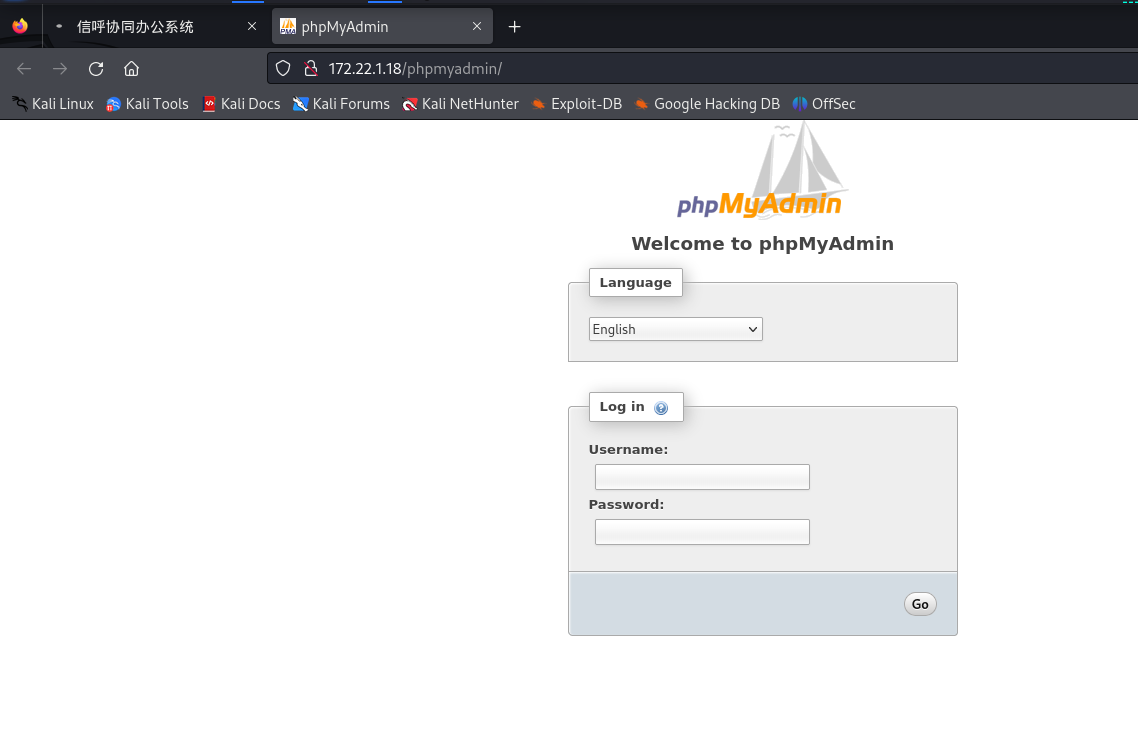 信呼协同办公系统
phpMyAdmin
172.22.1.18/phpmyadmin/
Kali Linux Kali Tools Kali Docs Kali Forums Kali NetHunter Exploit-DB Google Hacking DB OffSec
phpMyAdmin
Welcome to phpMyAdmin
Language
English
Log in
Username:
Password:
Go